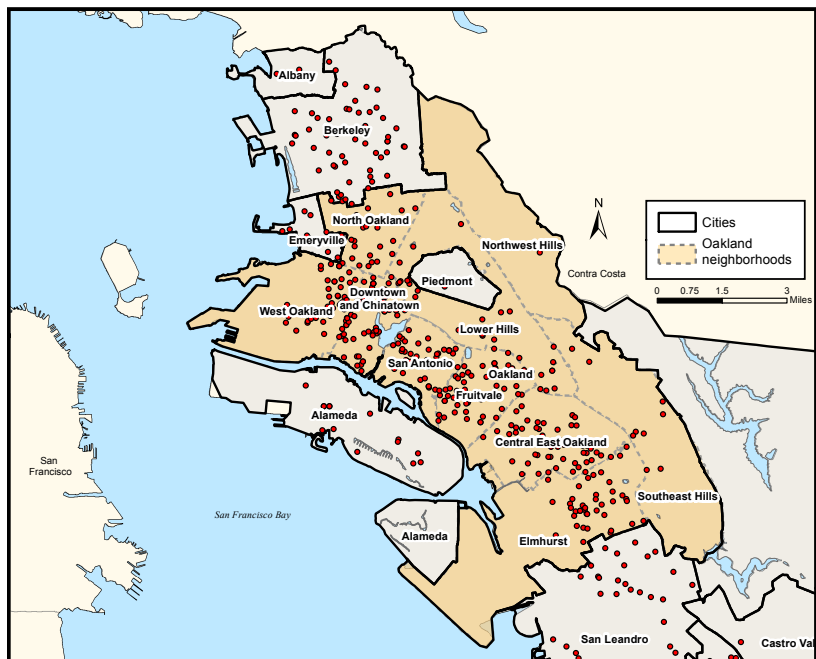 Albany
Berkeley
N
Cities
North Oakland
Oakland
neighborhoods
Emeryville
Northwest Hills
Contra Costa
Piedmont
0 0.75 1.5 3
Miles
Downtown
and Chinatown
West Oakland
Lower Hills
San Antonio
Oakland
Fruitvale
Alameda
Central East Oakland
San
Francisco
Southeast Hills
San Francisco Bay
Alameda
Elmhurst
San Leandro
Castro Val